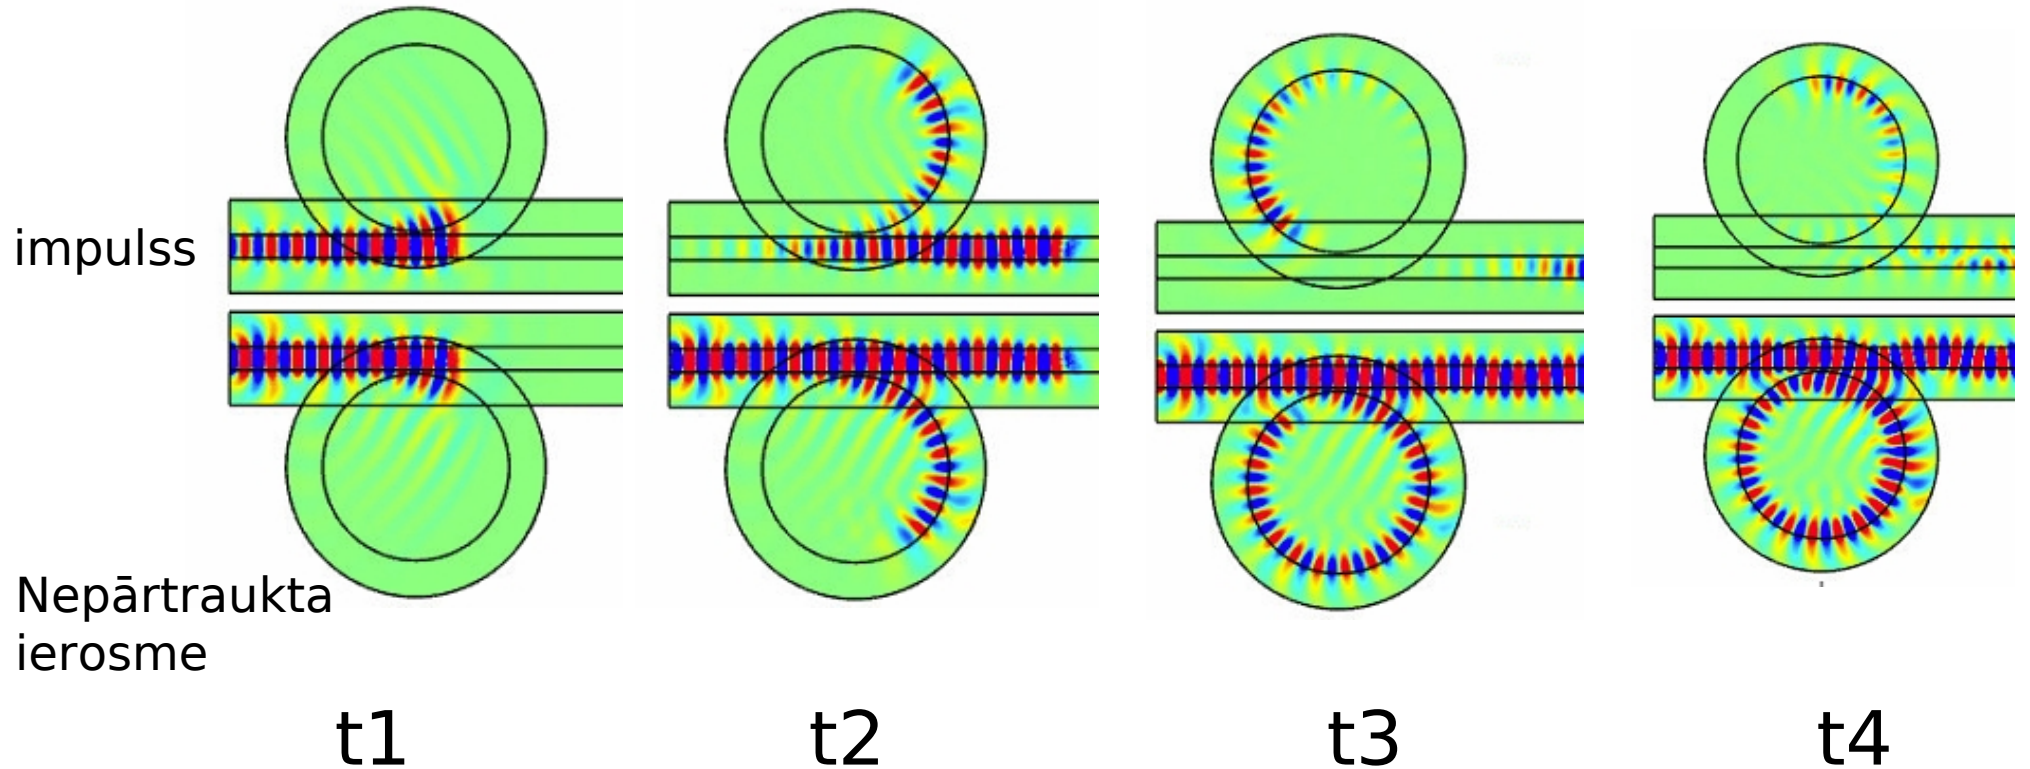 impulss
Nepārtraukta
ierosme
t1
t2
t3
t4